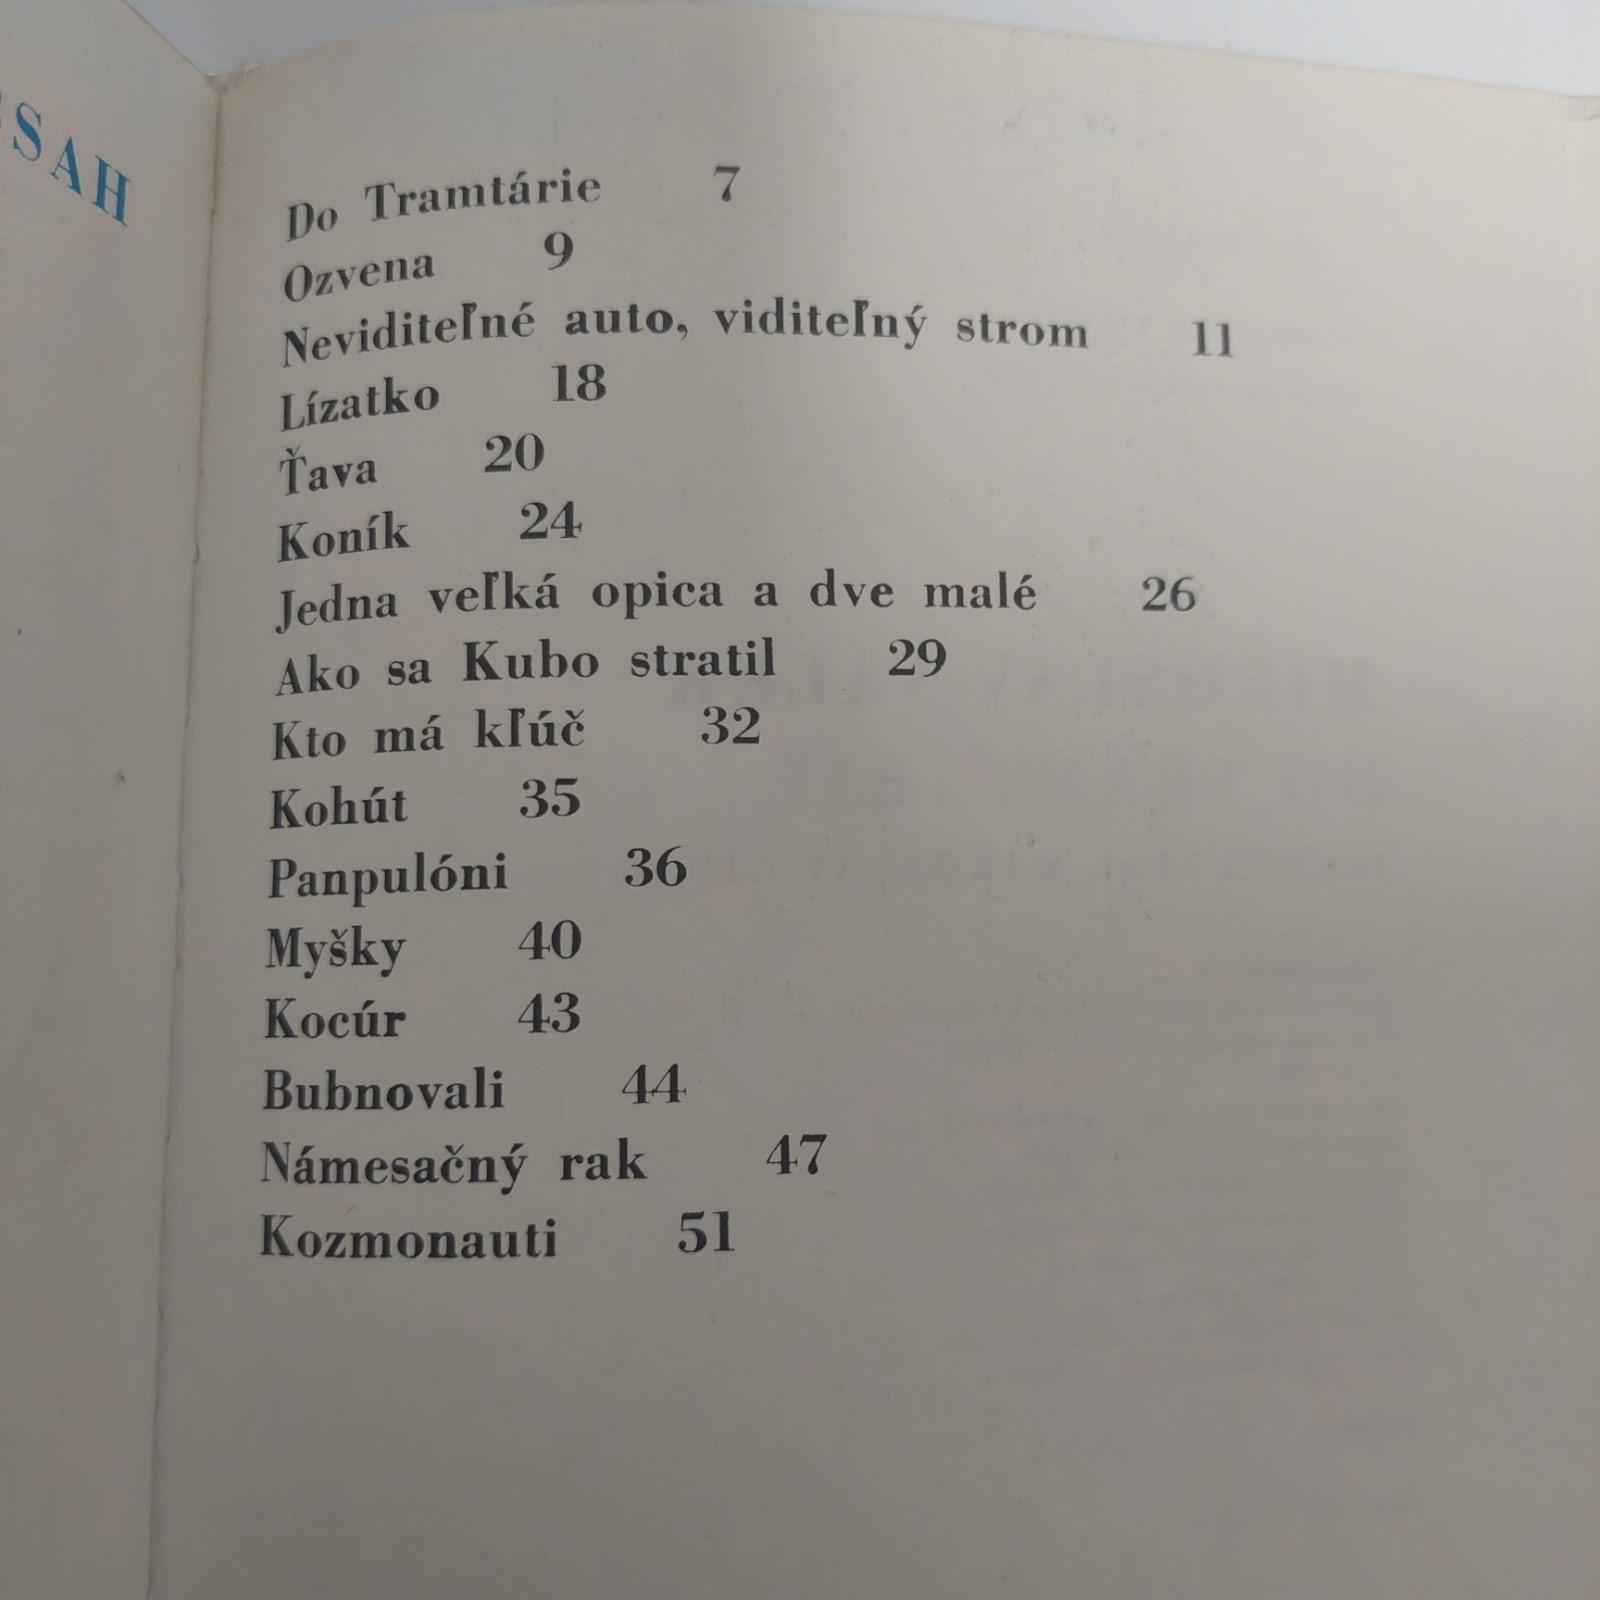 SAH
Do Tramtárie 7
Ozvena 9
Neviditeľné auto, viditeľný strom 11
Lízatko 18
Ťava 20
Koník 24
Jedna veľká opica a dve malé 26
Ako sa Kubo stratil 29
Kto má kľúč 32
Kohút 35
Panpulóni 36
Myšky 40
Kocúr 43
Bubnovali 44
Námesačný rak 47
Kozmonauti 51